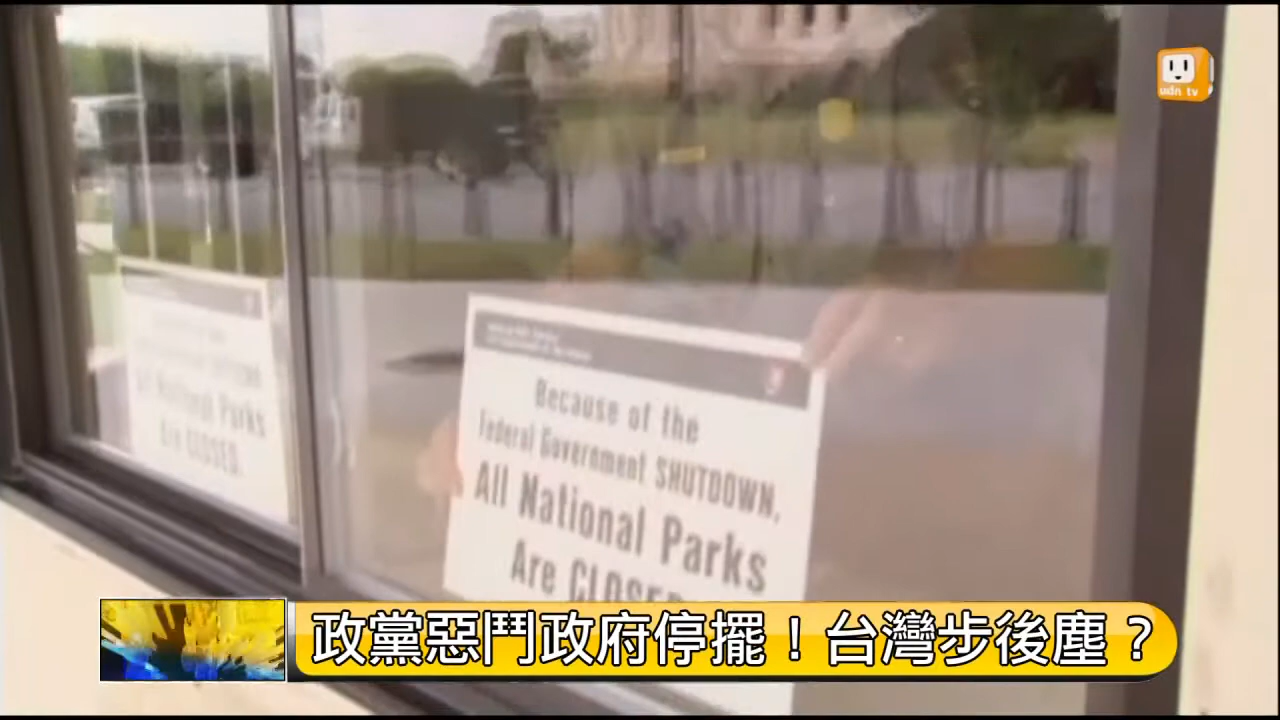 udn tv
Because of the
Federal Government SHUTDOWN,
All National Parks
Are CLOSED
All National Parks
Are CLOSED.
政黨惡鬥政府停擺！台灣步後塵？